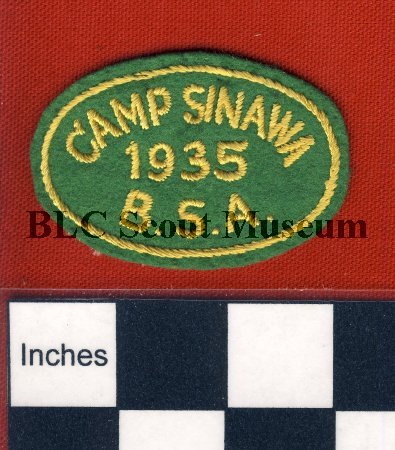 CAMP SINAWA
1935
B.S.A.
BLC Scout Museum
Inches